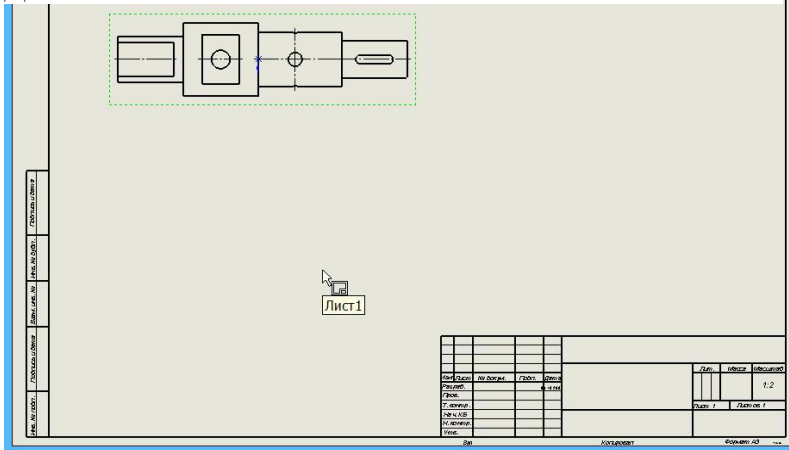 Подпись и дата
Инв. № дубл.
Взам. инв. №
Подпись и дата
Инв. № подл.
Лист1
Изм. Лист № докум. Подп. Дата
Разраб.
Пров.
Т. контр.
Нач. КБ
Н. контр.
Утв.
Лит. Масса Масштаб
1:2
Лист 1 Листов 1
Копировал
Формат А3